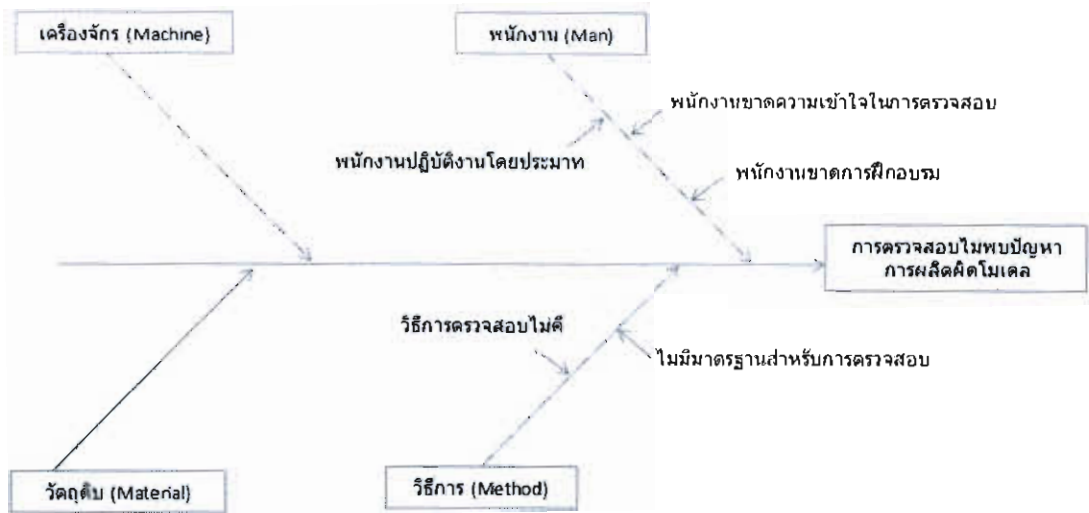 เครื่องจักร (Machine)
พนักงาน (Man)
พนักงานขาดความเข้าใจในการตรวจสอบ
พนักงานปฏิบัติงานโดยประมาท
พนักงานขาดการฝึกอบรม
การตรวจสอบไม่พบปัญหา
การผลิตผิดโมเดล
วิธีการตรวจสอบไม่ดี
ไม่มีมาตรฐานสำหรับการตรวจสอบ
วัตถุดิบ (Material)
วิธีการ (Method)